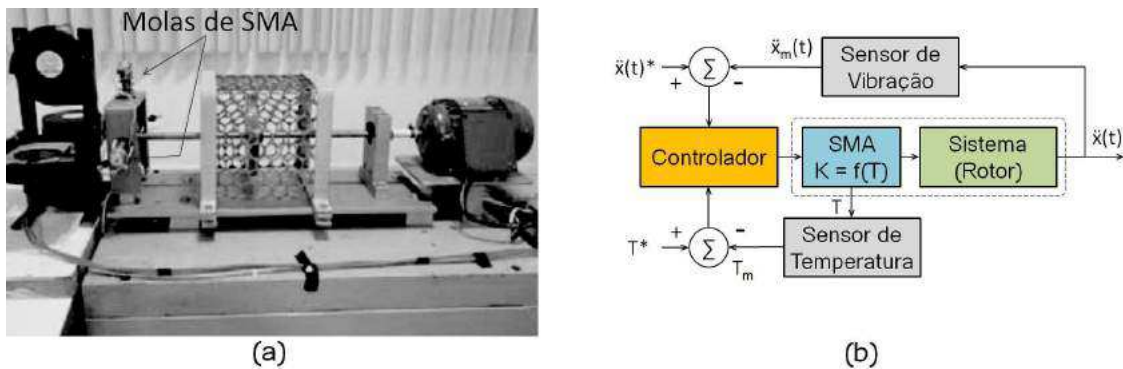 Molas de SMA
(a)
ẍ(t)*
+
Σ
−
ẍₘ(t)
Sensor de
Vibração
Controlador
SMA
K = f(T)
Sistema
(Rotor)
ẍ(t)
T
T*
+
Σ
−
Tₘ
Sensor de
Temperatura
(b)